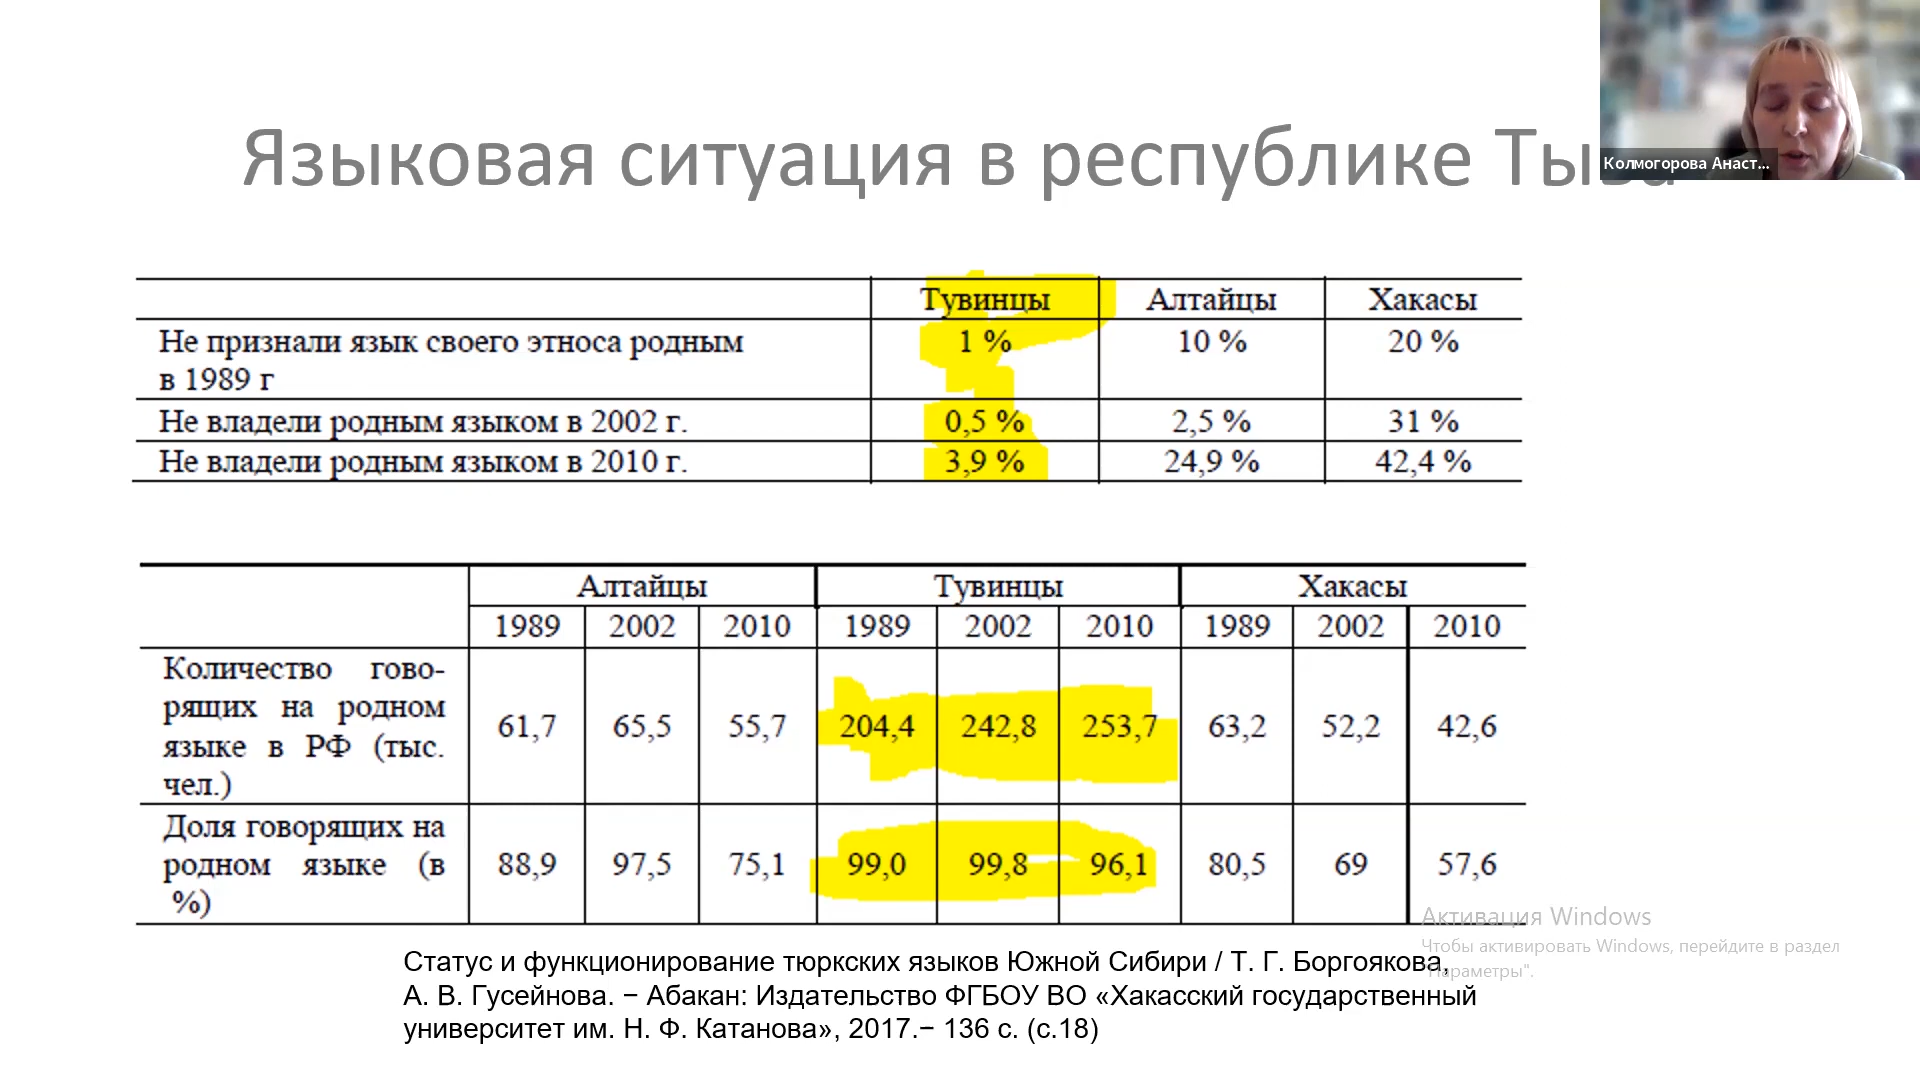 Колмогорова Анаст...
Языковая ситуация в республике
Тувинцы Алтайцы Хакасы
Не признали язык своего этноса родным 1 % 10 % 20 %
в 1989 г
Не владели родным языком в 2002 г. 0,5 % 2,5 % 31 %
Не владели родным языком в 2010 г. 3,9 % 24,9 % 42,4 %
Алтайцы Тувинцы Хакасы
1989 2002 2010 1989 2002 2010 1989 2002 2010
Количество гово-
рящих на родном
языке в РФ (тыс. 61,7 65,5 55,7 204,4 242,8 253,7 63,2 52,2 42,6
чел.)
Доля говорящих на
родном языке (в 88,9 97,5 75,1 99,0 99,8 96,1 80,5 69 57,6
%)
Активация Windows
Чтобы активировать Windows, перейдите в раздел
"Параметры".
Статус и функционирование тюркских языков Южной Сибири / Т. Г. Боргоякова,
А. В. Гусейнова. − Абакан: Издательство ФГБОУ ВО «Хакасский государственный
университет им. Н. Ф. Катанова», 2017.− 136 с. (с.18)